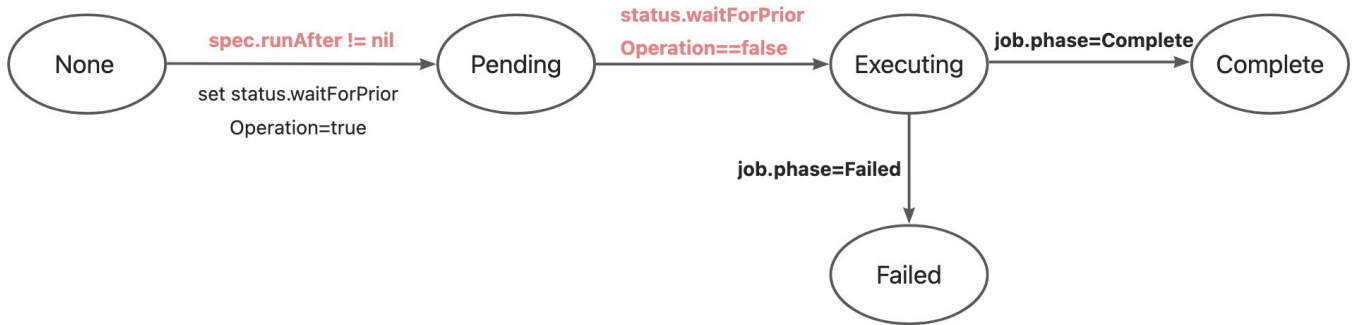 None
spec.runAfter != nil
set status.waitForPrior
Operation=true
Pending
status.waitForPrior
Operation==false
Executing
job.phase=Complete
Complete
job.phase=Failed
Failed